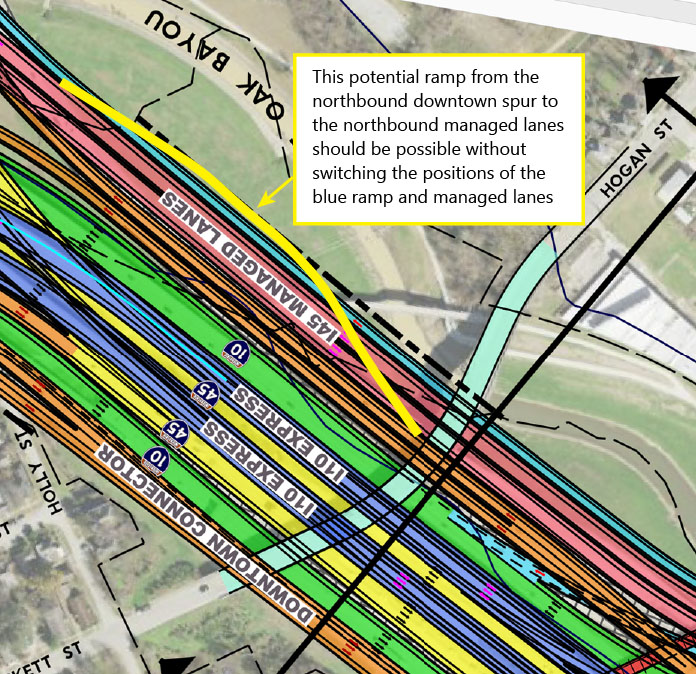 OAK BAYOU
This potential ramp from the
northbound downtown spur to
the northbound managed lanes
should be possible without
switching the positions of the
blue ramp and managed lanes
HOGAN ST
I45 MANAGED LANES
10
45
I10 EXPRESS
45
I10 EXPRESS
10
DOWNTOWN CONNECTOR
HOLLY ST
ST
KETT ST